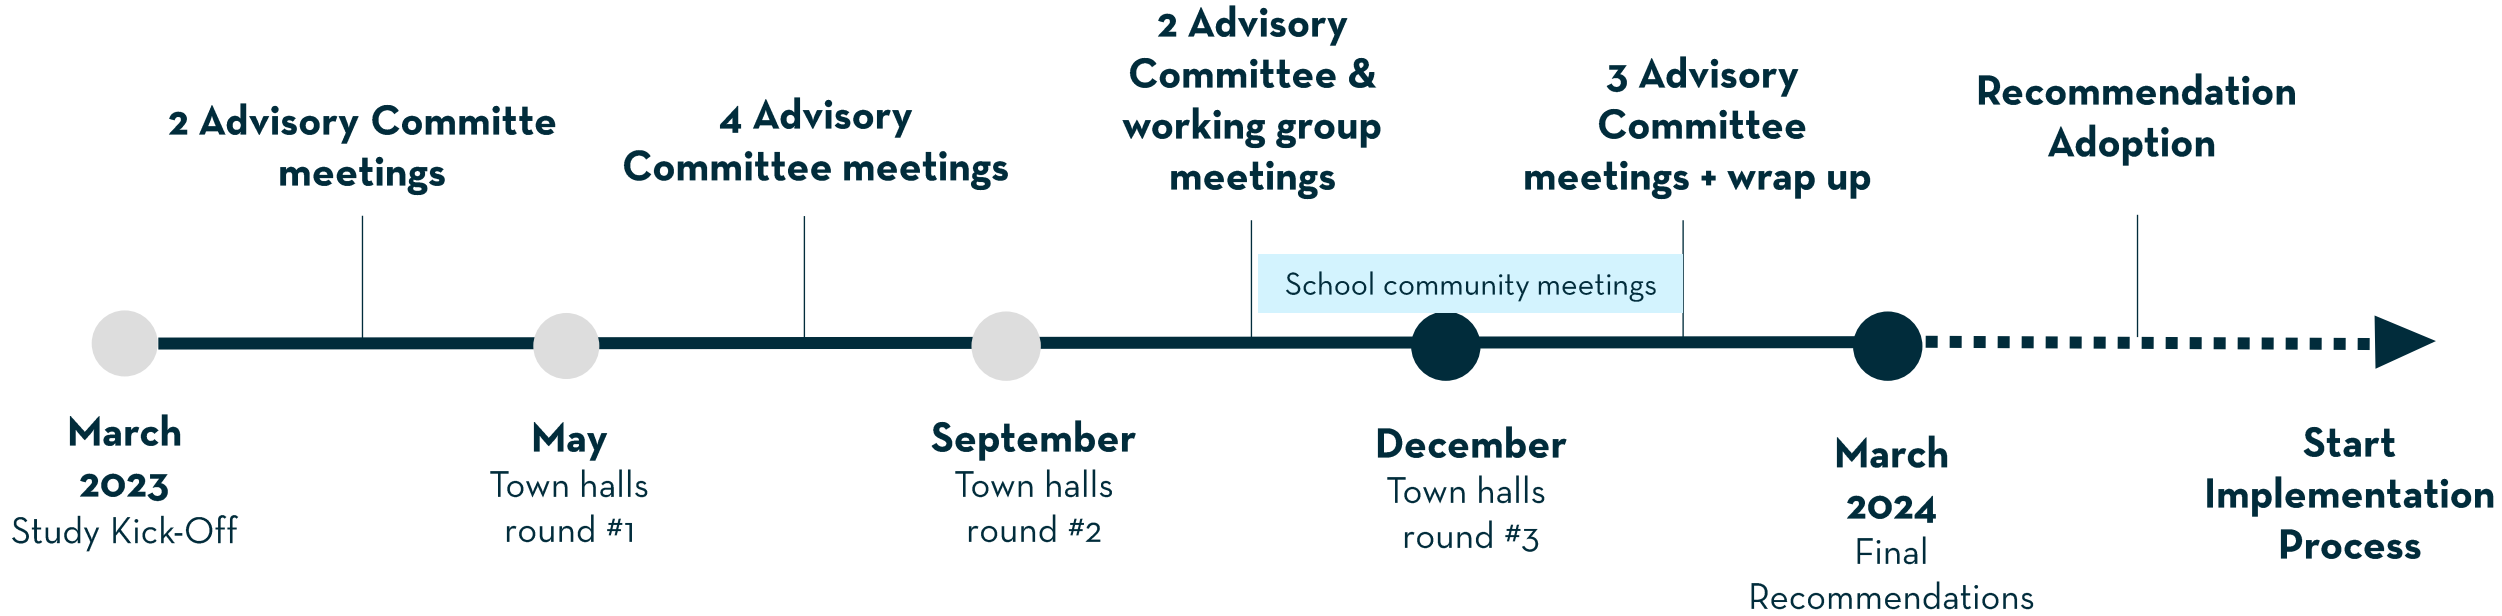 2 Advisory Committe
meetings
4 Advisory
Committee meetings
2 Advisory
Committee &
working group
meetings
3 Advisory
Committee
meetings + wrap up
Recommendation
Adoption
School community meetings
March
2023
Study Kick-Off
May
Town halls
round #1
September
Town halls
round #2
December
Town halls
round #3
March
2024
Final
Recommendations
Start
Implementation
Process